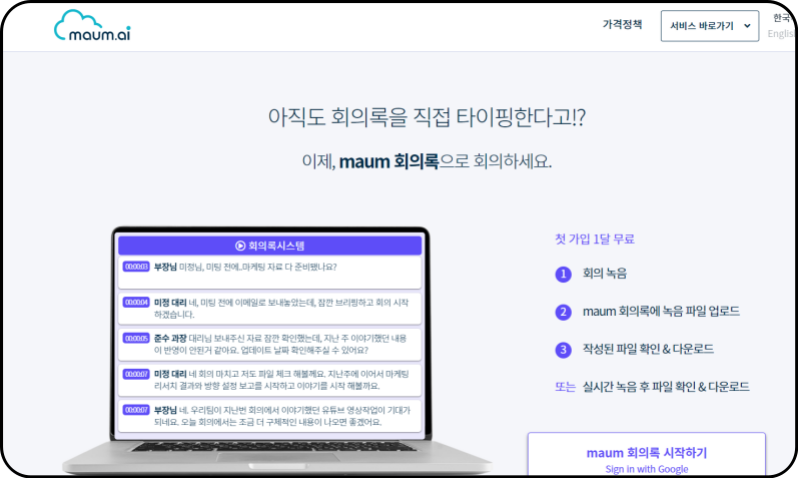 maum.ai
가격정책
서비스 바로가기
한국
English
아직도 회의록을 직접 타이핑한다고!?
이제, maum 회의록으로 회의하세요.
회의록시스템
00:00:03 부장님 미정님, 미팅 전에..마케팅 자료 다 준비됐나요?
00:00:04 미정 대리 네, 미팅 전에 이메일로 보내놓았는데, 잠깐 브리핑하고 회의 시작
하겠습니다.
00:00:05 준수 과장 대리님 보내주신 자료 잠깐 확인했는데, 지난 주 이야기했던 내용
이 반영이 안된거 같아요. 업데이트 날짜 확인해주실 수 있어요?
00:00:07 미정 대리 네 회의 마치고 저도 파일 체크 해볼께요. 지난주에 이어서 마케팅
리서치 결과와 방향 설정 보고를 시작하고 이야기를 시작 해볼까요.
00:00:07 부장님 네. 우리팀이 지난번 회의에서 이야기했던 유튜브 영상작업이 기대가
되네요. 오늘 회의에서는 조금 더 구체적인 내용이 나오면 좋겠어요.
첫 가입 1달 무료
1 회의 녹음
2 maum 회의록에 녹음 파일 업로드
3 작성된 파일 확인 & 다운로드
또는 실시간 녹음 후 파일 확인 & 다운로드
maum 회의록 시작하기
Sign in with Google